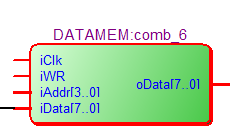 DATAMEM:comb_6
iClk
iWR
iAddr[3..0]
iData[7..0]
oData[7..0]